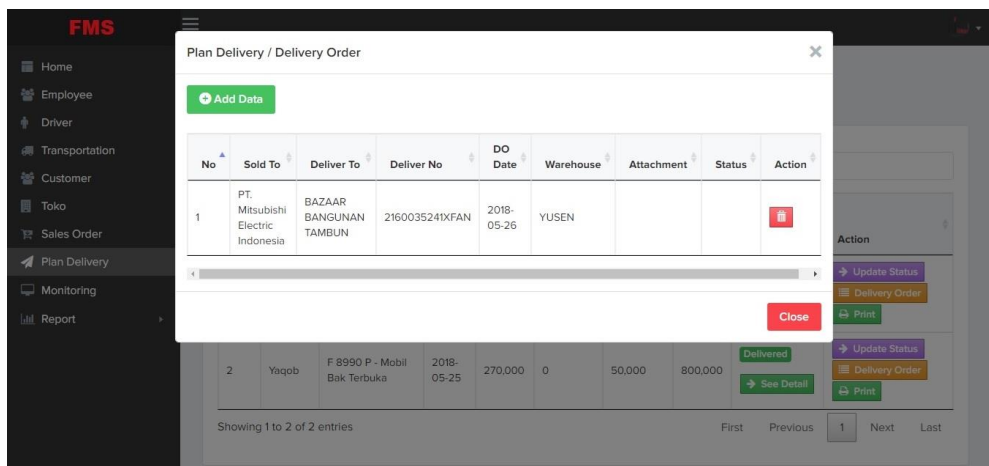 FMS
Plan Delivery / Delivery Order
×
Home
Employee
Driver
Transportation
Customer
Toko
Sales Order
Plan Delivery
Monitoring
Report
Add Data
No
Sold To
Deliver To
Deliver No
DO
Date
Warehouse
Attachment
Status
Action
1
PT.
Mitsubishi
Electric
Indonesia
BAZAAR
BANGUNAN
TAMBUN
2160035241XFAN
2018-
05-26
YUSEN
Close
Action
Update Status
Delivery Order
Print
2
Yaqob
F 8990 P - Mobil
Bak Terbuka
2018-
05-25
270,000
0
50,000
800,000
Delivered
See Detail
Update Status
Delivery Order
Print
Showing 1 to 2 of 2 entries
First Previous 1 Next Last